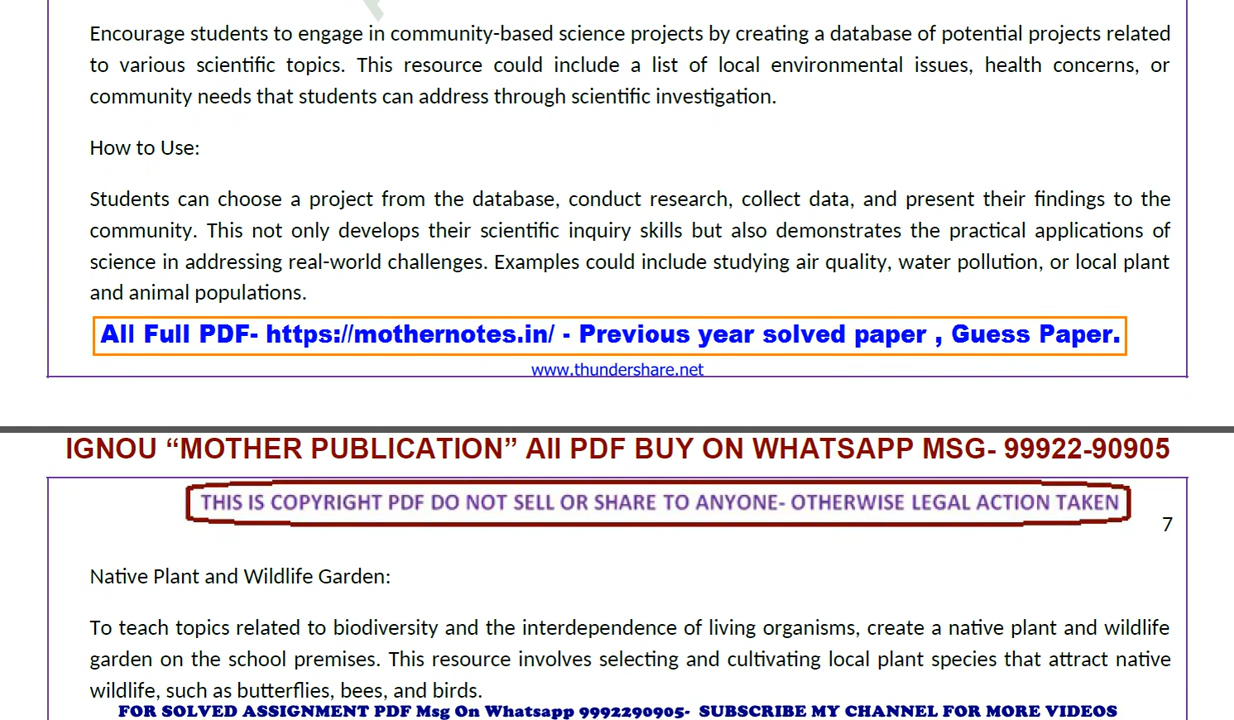 Encourage students to engage in community-based science projects by creating a database of potential projects related
to various scientific topics. This resource could include a list of local environmental issues, health concerns, or
community needs that students can address through scientific investigation.
How to Use:
Students can choose a project from the database, conduct research, collect data, and present their findings to the
community. This not only develops their scientific inquiry skills but also demonstrates the practical applications of
science in addressing real-world challenges. Examples could include studying air quality, water pollution, or local plant
and animal populations.
All Full PDF- https://mothernotes.in/ - Previous year solved paper , Guess Paper.
www.thundershare.net
IGNOU “MOTHER PUBLICATION” All PDF BUY ON WHATSAPP MSG- 99922-90905
THIS IS COPYRIGHT PDF DO NOT SELL OR SHARE TO ANYONE- OTHERWISE LEGAL ACTION TAKEN
7
Native Plant and Wildlife Garden:
To teach topics related to biodiversity and the interdependence of living organisms, create a native plant and wildlife
garden on the school premises. This resource involves selecting and cultivating local plant species that attract native
wildlife, such as butterflies, bees, and birds.
FOR SOLVED ASSIGNMENT PDF Msg On Whatsapp 9992290905- SUBSCRIBE MY CHANNEL FOR MORE VIDEOS